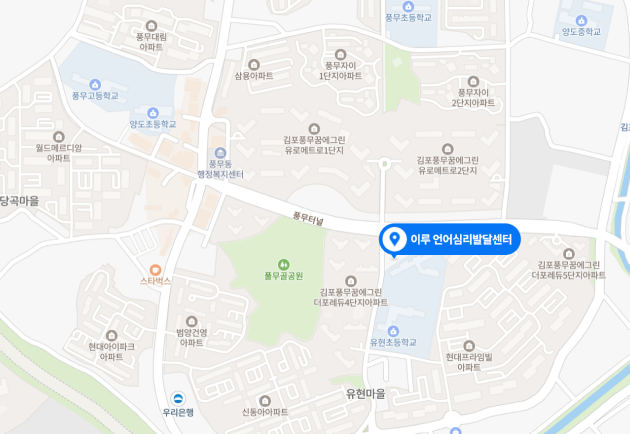 풍무초등학교
양도중학교
풍무대림
아파트
삼용아파트
풍무자이
1단지아파트
풍무자이
2단지아파트
풍무고등학교
양도초등학교
월드메르디앙
아파트
김포풍무꿈에그린
유로메트로1단지
김포풍무꿈에그린
유로메트로2단지
풍무동
행정복지센터
당곡마을
풍무터널
이루 언어심리발달센터
풀무골공원
스타벅스
김포풍무꿈에그린
더포레듀4단지아파트
김포풍무꿈에그린
더포레듀5단지아파트
범양건영
아파트
현대아이파크
아파트
유현초등학교
현대프라임빌
아파트
유현마을
우리은행
신동아아파트